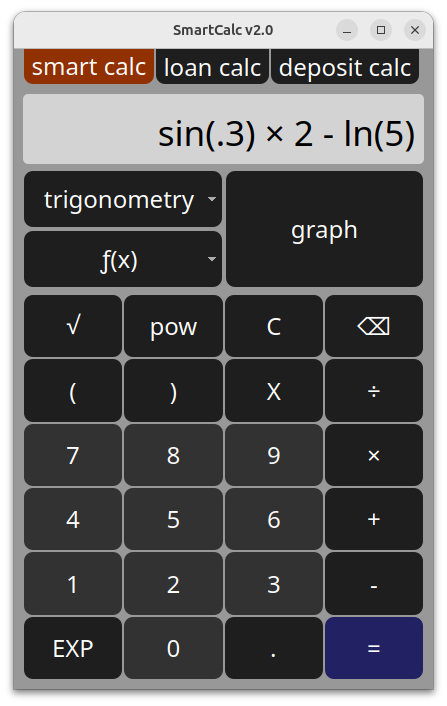 SmartCalc v2.0
smart calc loan calc deposit calc
sin(.3) × 2 - ln(5)
trigonometry
graph
ƒ(x)
√ pow C ⌫
( ) X ÷
7 8 9 ×
4 5 6 +
1 2 3 -
EXP 0 . =